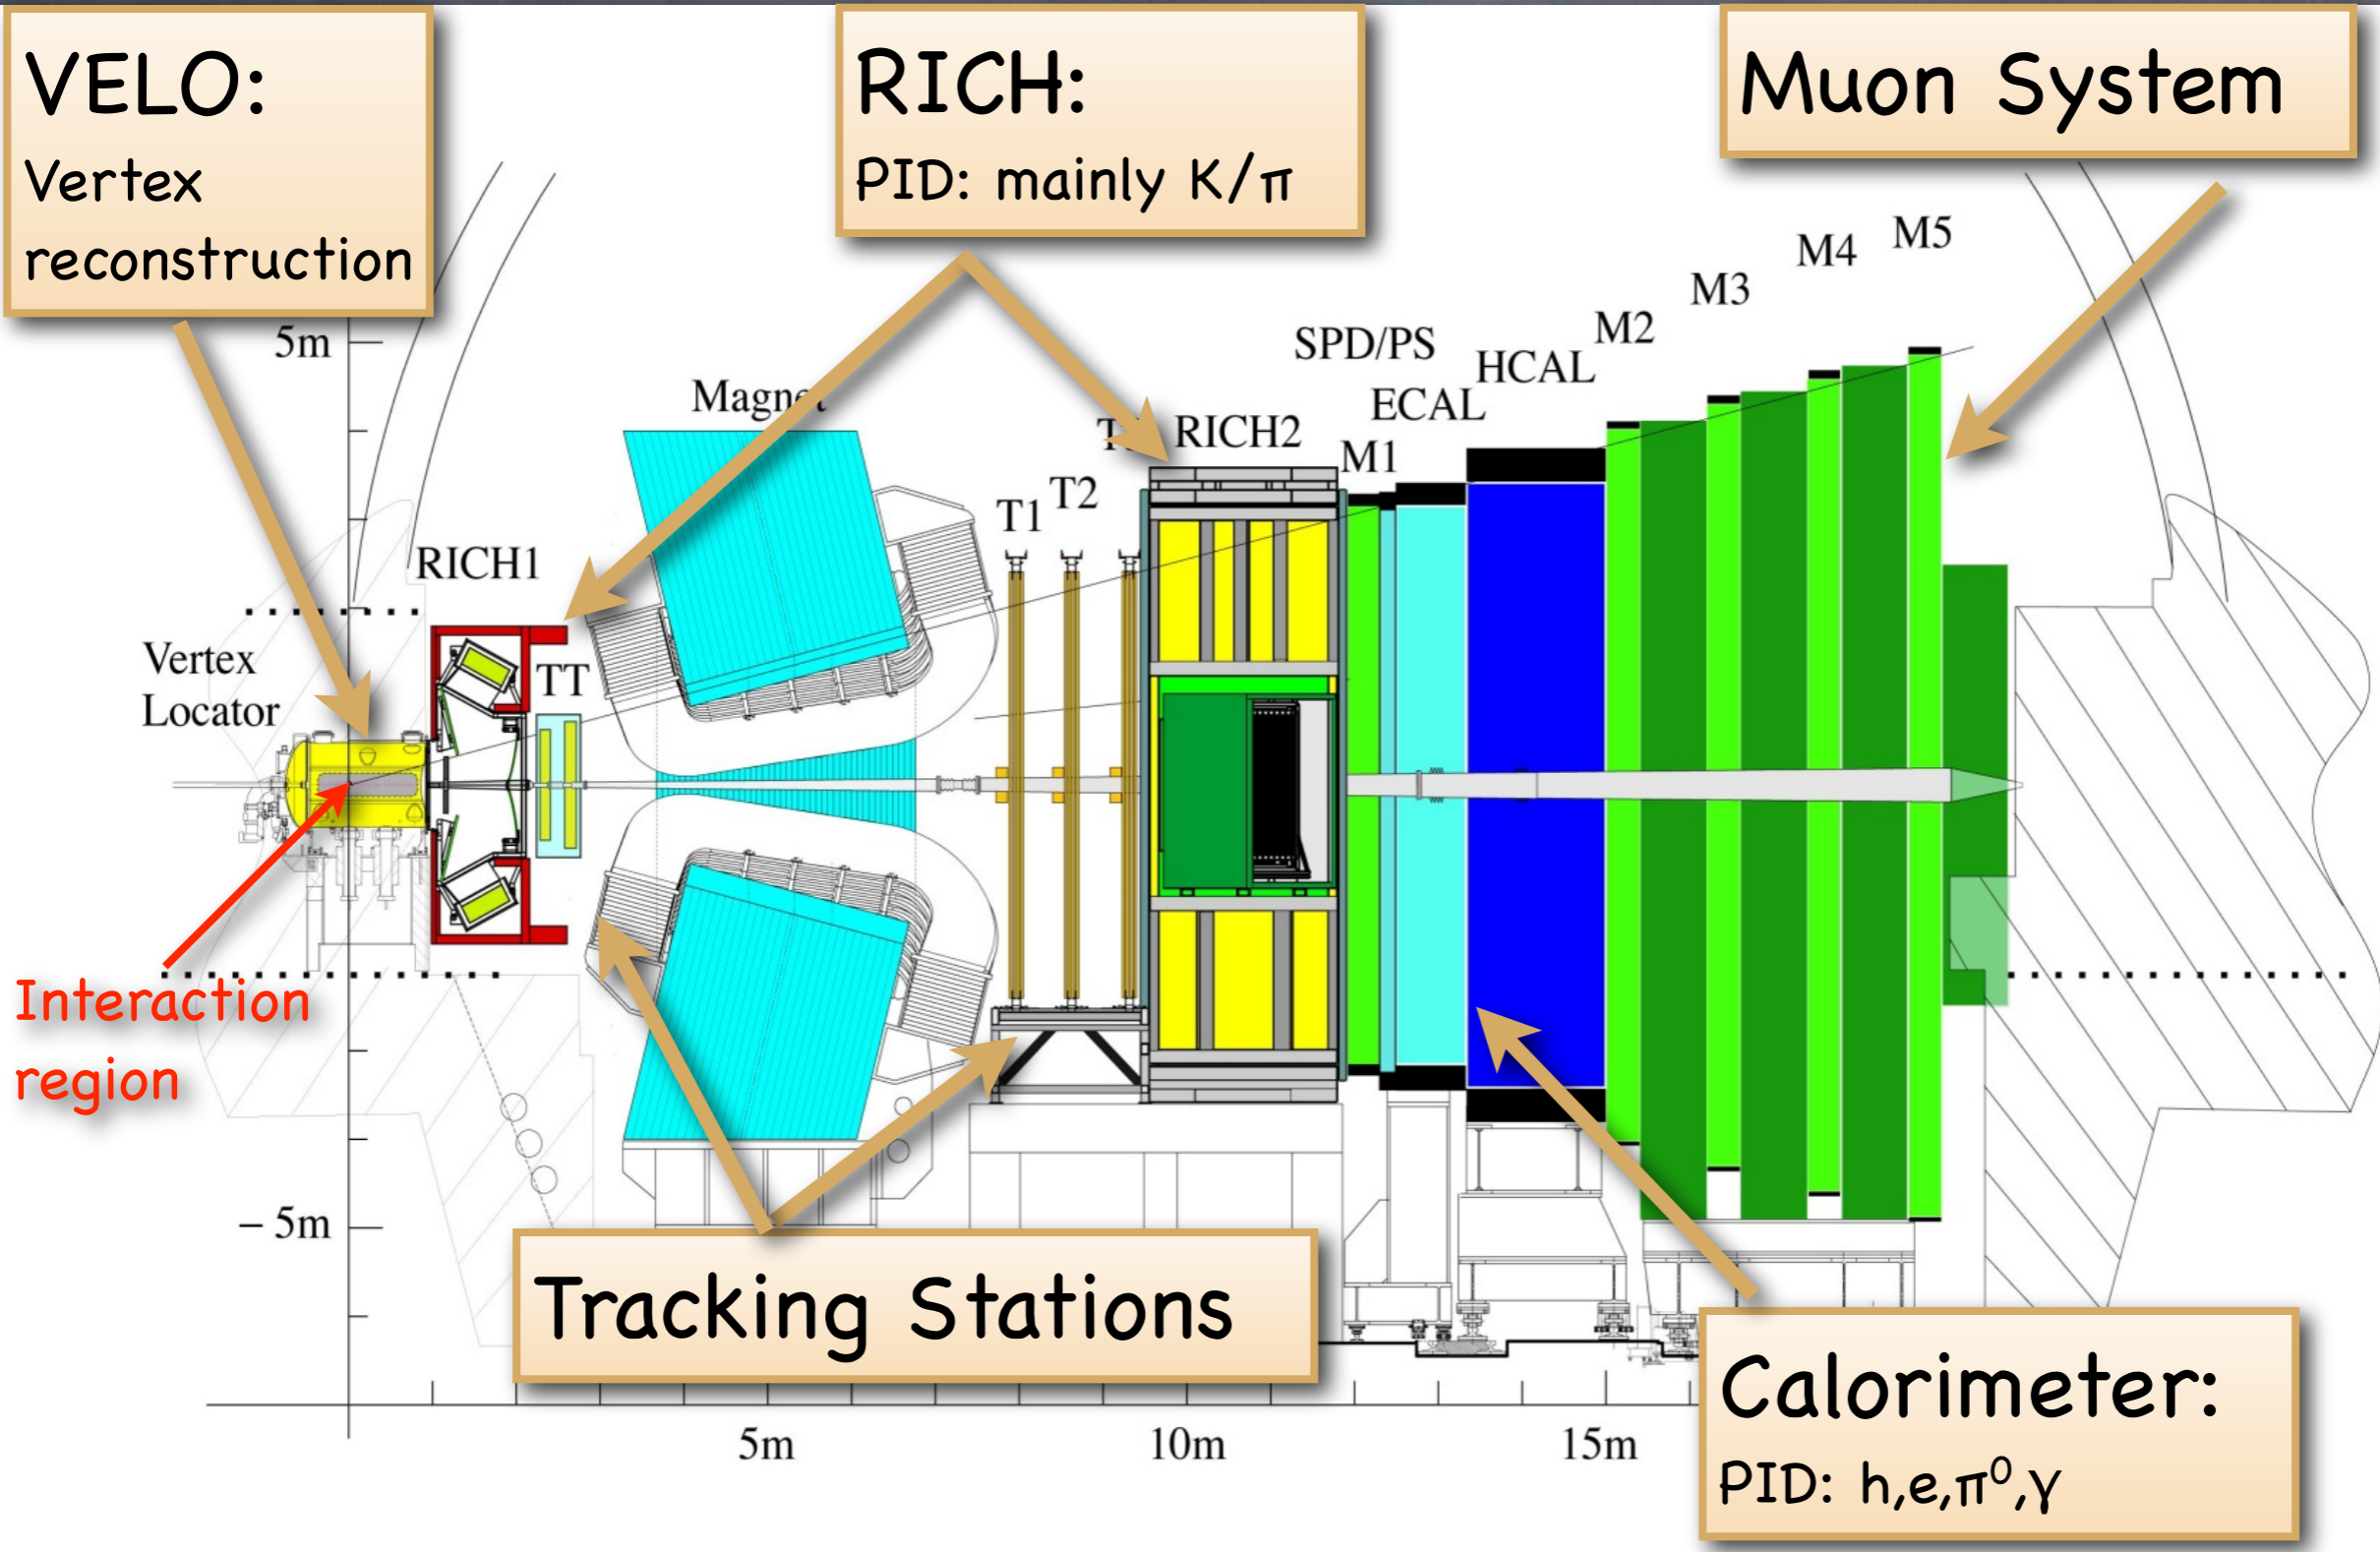 VELO:
Vertex
reconstruction
RICH:
PID: mainly K/π
Muon System
M5
M4
M3
M2
5m
SPD/PS
HCAL
Magnet
ECAL
RICH2
M1
T1
T2
RICH1
TT
Vertex
Locator
Interaction
region
– 5m
Tracking Stations
Calorimeter:
PID: h,e,π⁰,γ
5m
10m
15m